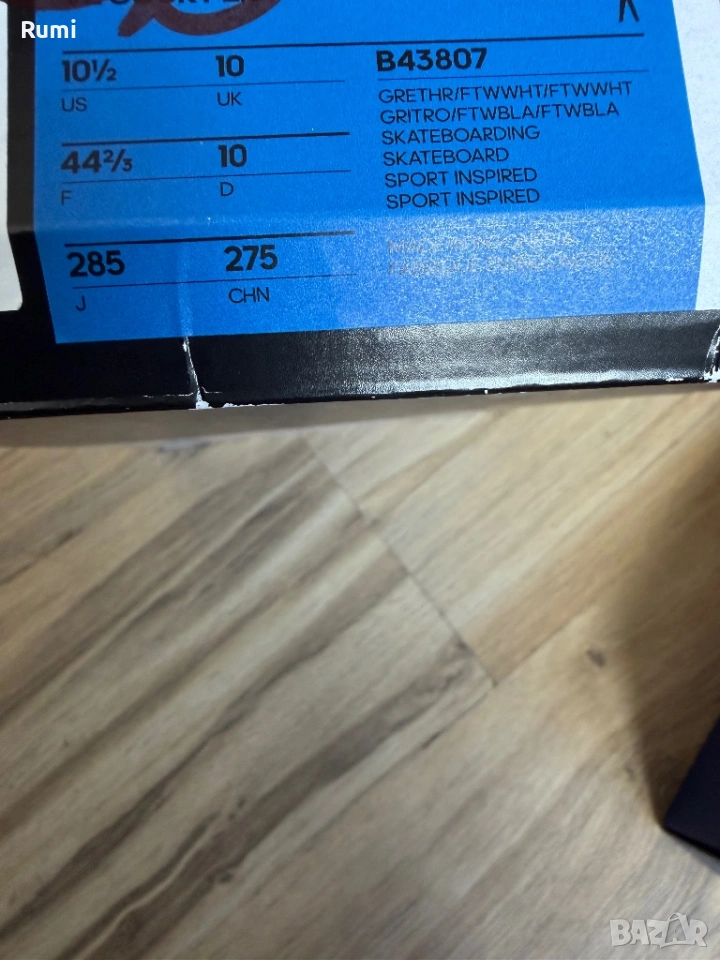 Rumi
10½ 10 B43807
US UK
GRETHR/FTWWHT/FTWWHT
GRITRO/FTWBLA/FTWBLA
SKATEBOARDING
SKATEBOARD
SPORT INSPIRED
SPORT INSPIRED
44⅔ 10
F D
285 275
J CHN
BAZAR